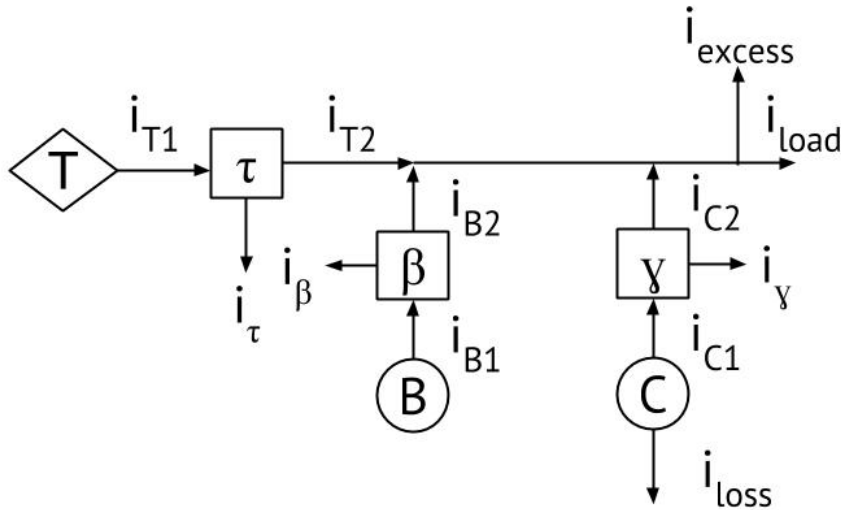 i_excess
i_T1
i_T2
i_load
T
τ
i_B2
i_C2
i_β
β
γ
i_γ
i_τ
i_B1
i_C1
B
C
i_loss